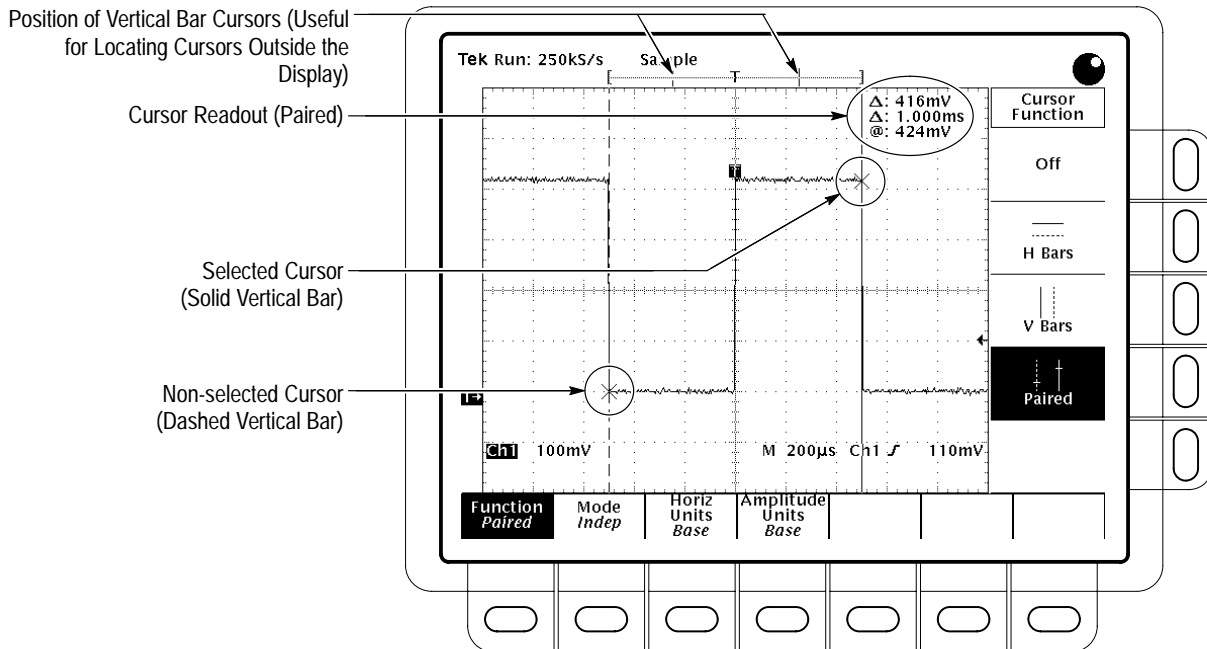 Position of Vertical Bar Cursors (Useful
for Locating Cursors Outside the
Display)
Cursor Readout (Paired)
Selected Cursor
(Solid Vertical Bar)
Non-selected Cursor
(Dashed Vertical Bar)
Tek Run: 250kS/s Sample
T
Δ: 416mV
Δ: 1.000ms
@: 424mV
T
1
Ch1 100mV M 200µs Ch1 110mV
Cursor
Function
Off
H Bars
V Bars
Paired
Function
Paired
Mode
Indep
Horiz
Units
Base
Amplitude
Units
Base